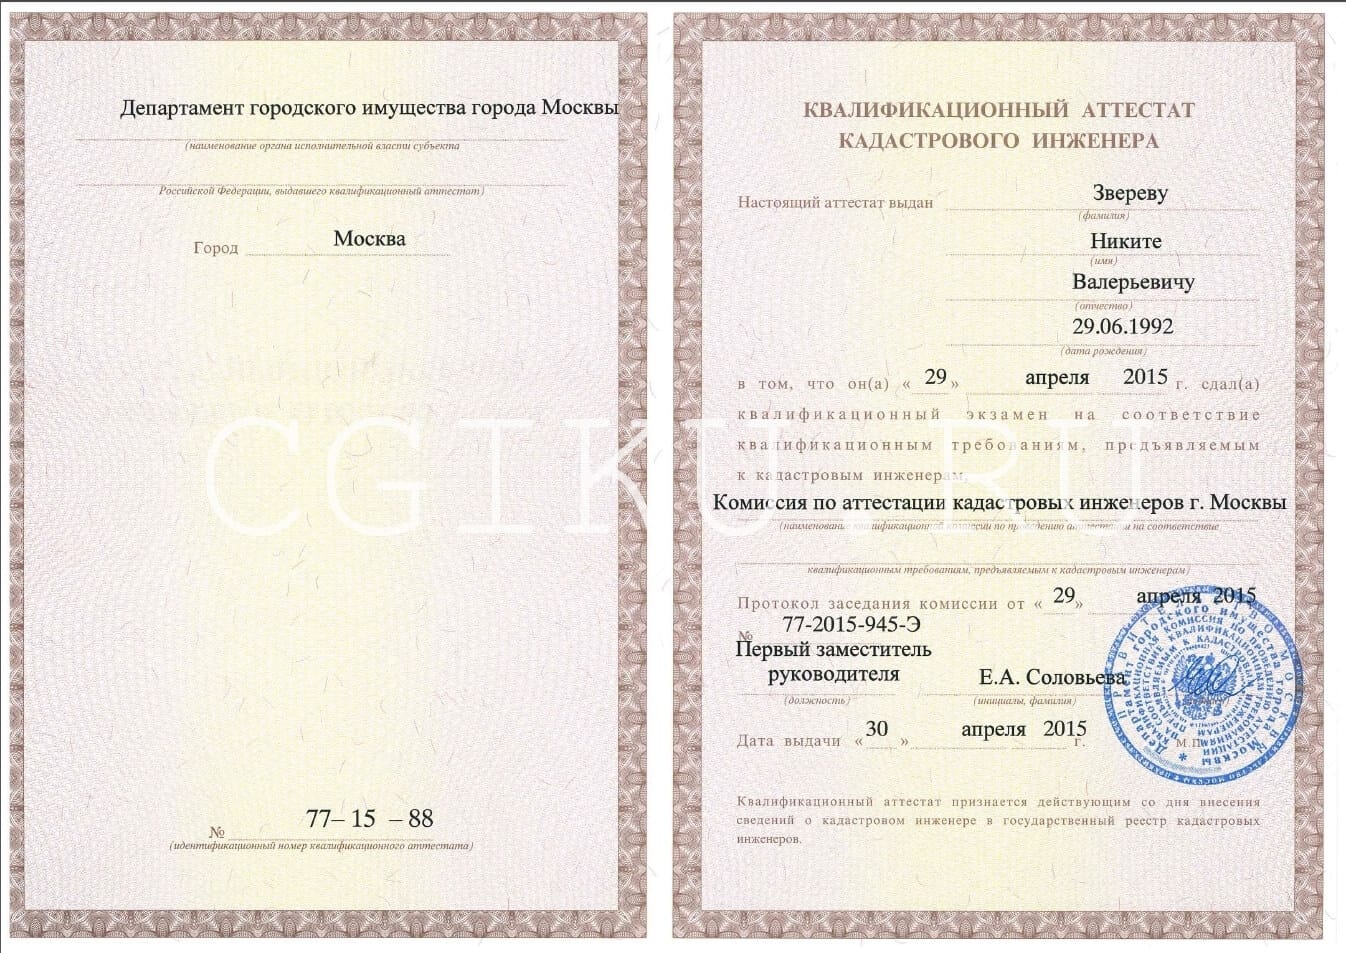 Департамент городского имущества города Москвы
(наименование органа исполнительной власти субъекта
Российской Федерации, выдавшего квалификационный аттестат)
Город Москва
№ 77– 15 – 88
(идентификационный номер квалификационного аттестата)
КВАЛИФИКАЦИОННЫЙ АТТЕСТАТ
КАДАСТРОВОГО ИНЖЕНЕРА
Настоящий аттестат выдан Звереву
(фамилия)
Никите
(имя)
Валерьевичу
(отчество)
29.06.1992
(дата рождения)
в том, что он(а) « 29 » апреля 2015 г. сдал(а)
квалификационный экзамен на соответствие
квалификационным требованиям, предъявляемым
к кадастровым инженерам,
Комиссия по аттестации кадастровых инженеров г. Москвы
(наименование квалификационной комиссии по проведению аттестации на соответствие
квалификационным требованиям, предъявляемым к кадастровым инженерам)
Протокол заседания комиссии от « 29 » апреля 2015
№ 77-2015-945-Э
Первый заместитель
руководителя Е.А. Соловьева
(должность) (инициалы, фамилия)
Дата выдачи « 30 » апреля 2015 г. М.П.
Квалификационный аттестат признается действующим со дня внесения
сведений о кадастровом инженере в государственный реестр кадастровых
инженеров.
CGIKU.RU
Департамент городского имущества города Москвы